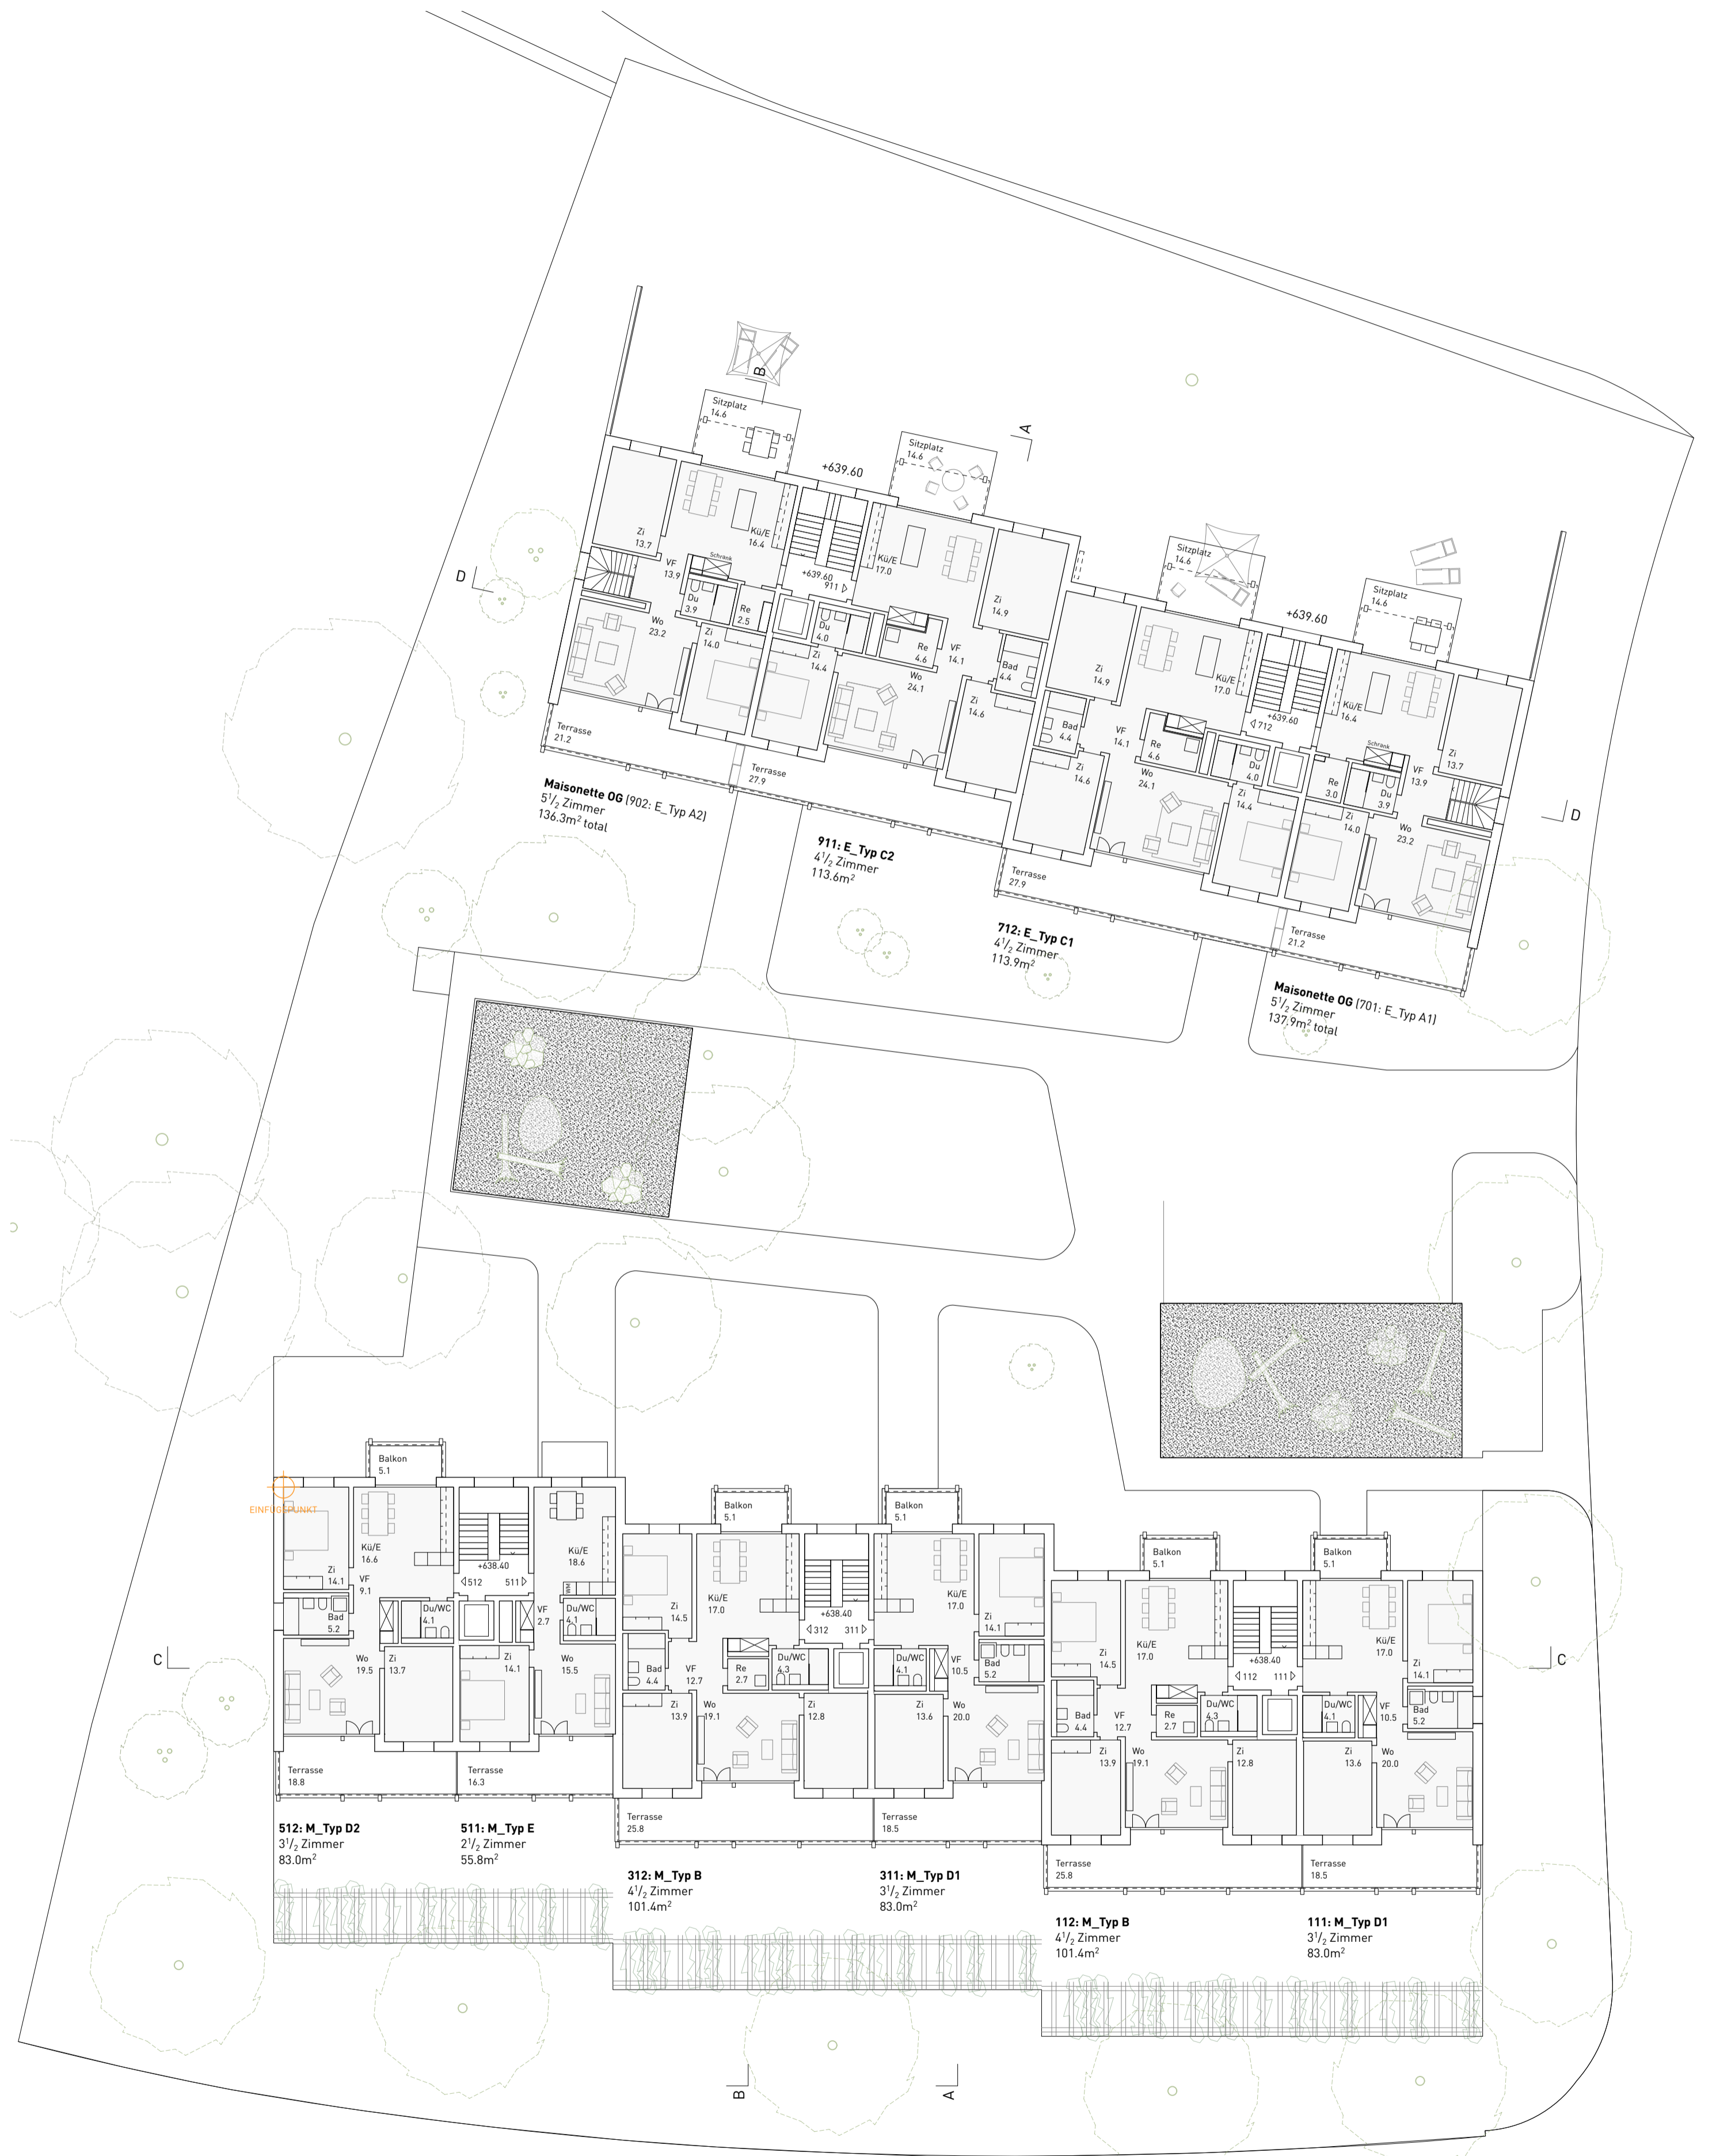 B
Sitzplatz
14.6
A
Sitzplatz
14.6
+639.60
Zi
13.7
Kü/E
16.4
Schrank
VF
13.9
+639.60
911
Kü/E
17.0
Du
3.9
Re
2.5
Du
4.0
Zi
14.9
Wo
23.2
Zi
14.0
Zi
14.4
Re
4.6
VF
14.1
Bad
4.4
Wo
24.1
Zi
14.6
D
Terrasse
21.2
Terrasse
27.9
Maisonette OG (902: E_Typ A2)
5 1/2 Zimmer
136.3m² total
911: E_Typ C2
4 1/2 Zimmer
113.6m²
Sitzplatz
14.6
Sitzplatz
14.6
+639.60
Zi
14.9
Kü/E
17.0
+639.60
712
Kü/E
16.4
Schrank
Zi
13.7
Bad
4.4
VF
14.1
Re
4.6
Du
4.0
Re
3.0
Du
3.9
VF
13.9
Zi
14.6
Wo
24.1
Zi
14.4
Zi
14.0
Wo
23.2
D
Terrasse
27.9
Terrasse
21.2
712: E_Typ C1
4 1/2 Zimmer
113.9m²
Maisonette OG (701: E_Typ A1)
5 1/2 Zimmer
137.9m² total
Balkon
5.1
EINFÜGEPUNKT
Kü/E
16.6
Zi
14.1
VF
9.1
+638.40
512
511
Kü/E
18.6
WM
Bad
5.2
Du/WC
4.1
VF
2.7
Du/WC
4.1
C
Wo
19.5
Zi
13.7
Zi
14.1
Wo
15.5
Terrasse
18.8
Terrasse
16.3
512: M_Typ D2
3 1/2 Zimmer
83.0m²
511: M_Typ E
2 1/2 Zimmer
55.8m²
Balkon
5.1
Balkon
5.1
Zi
14.5
Kü/E
17.0
+638.40
312
311
Kü/E
17.0
Zi
14.1
Bad
4.4
VF
12.7
Re
2.7
Du/WC
4.3
Du/WC
4.1
VF
10.5
Bad
5.2
Zi
13.9
Wo
19.1
Zi
12.8
Zi
13.6
Wo
20.0
Terrasse
25.8
Terrasse
18.5
312: M_Typ B
4 1/2 Zimmer
101.4m²
311: M_Typ D1
3 1/2 Zimmer
83.0m²
Balkon
5.1
Balkon
5.1
Zi
14.5
Kü/E
17.0
+638.40
112
111
Kü/E
17.0
Zi
14.1
C
Bad
4.4
VF
12.7
Re
2.7
Du/WC
4.3
Du/WC
4.1
VF
10.5
Bad
5.2
Zi
13.9
Wo
19.1
Zi
12.8
Zi
13.6
Wo
20.0
Terrasse
25.8
Terrasse
18.5
112: M_Typ B
4 1/2 Zimmer
101.4m²
111: M_Typ D1
3 1/2 Zimmer
83.0m²
B
A